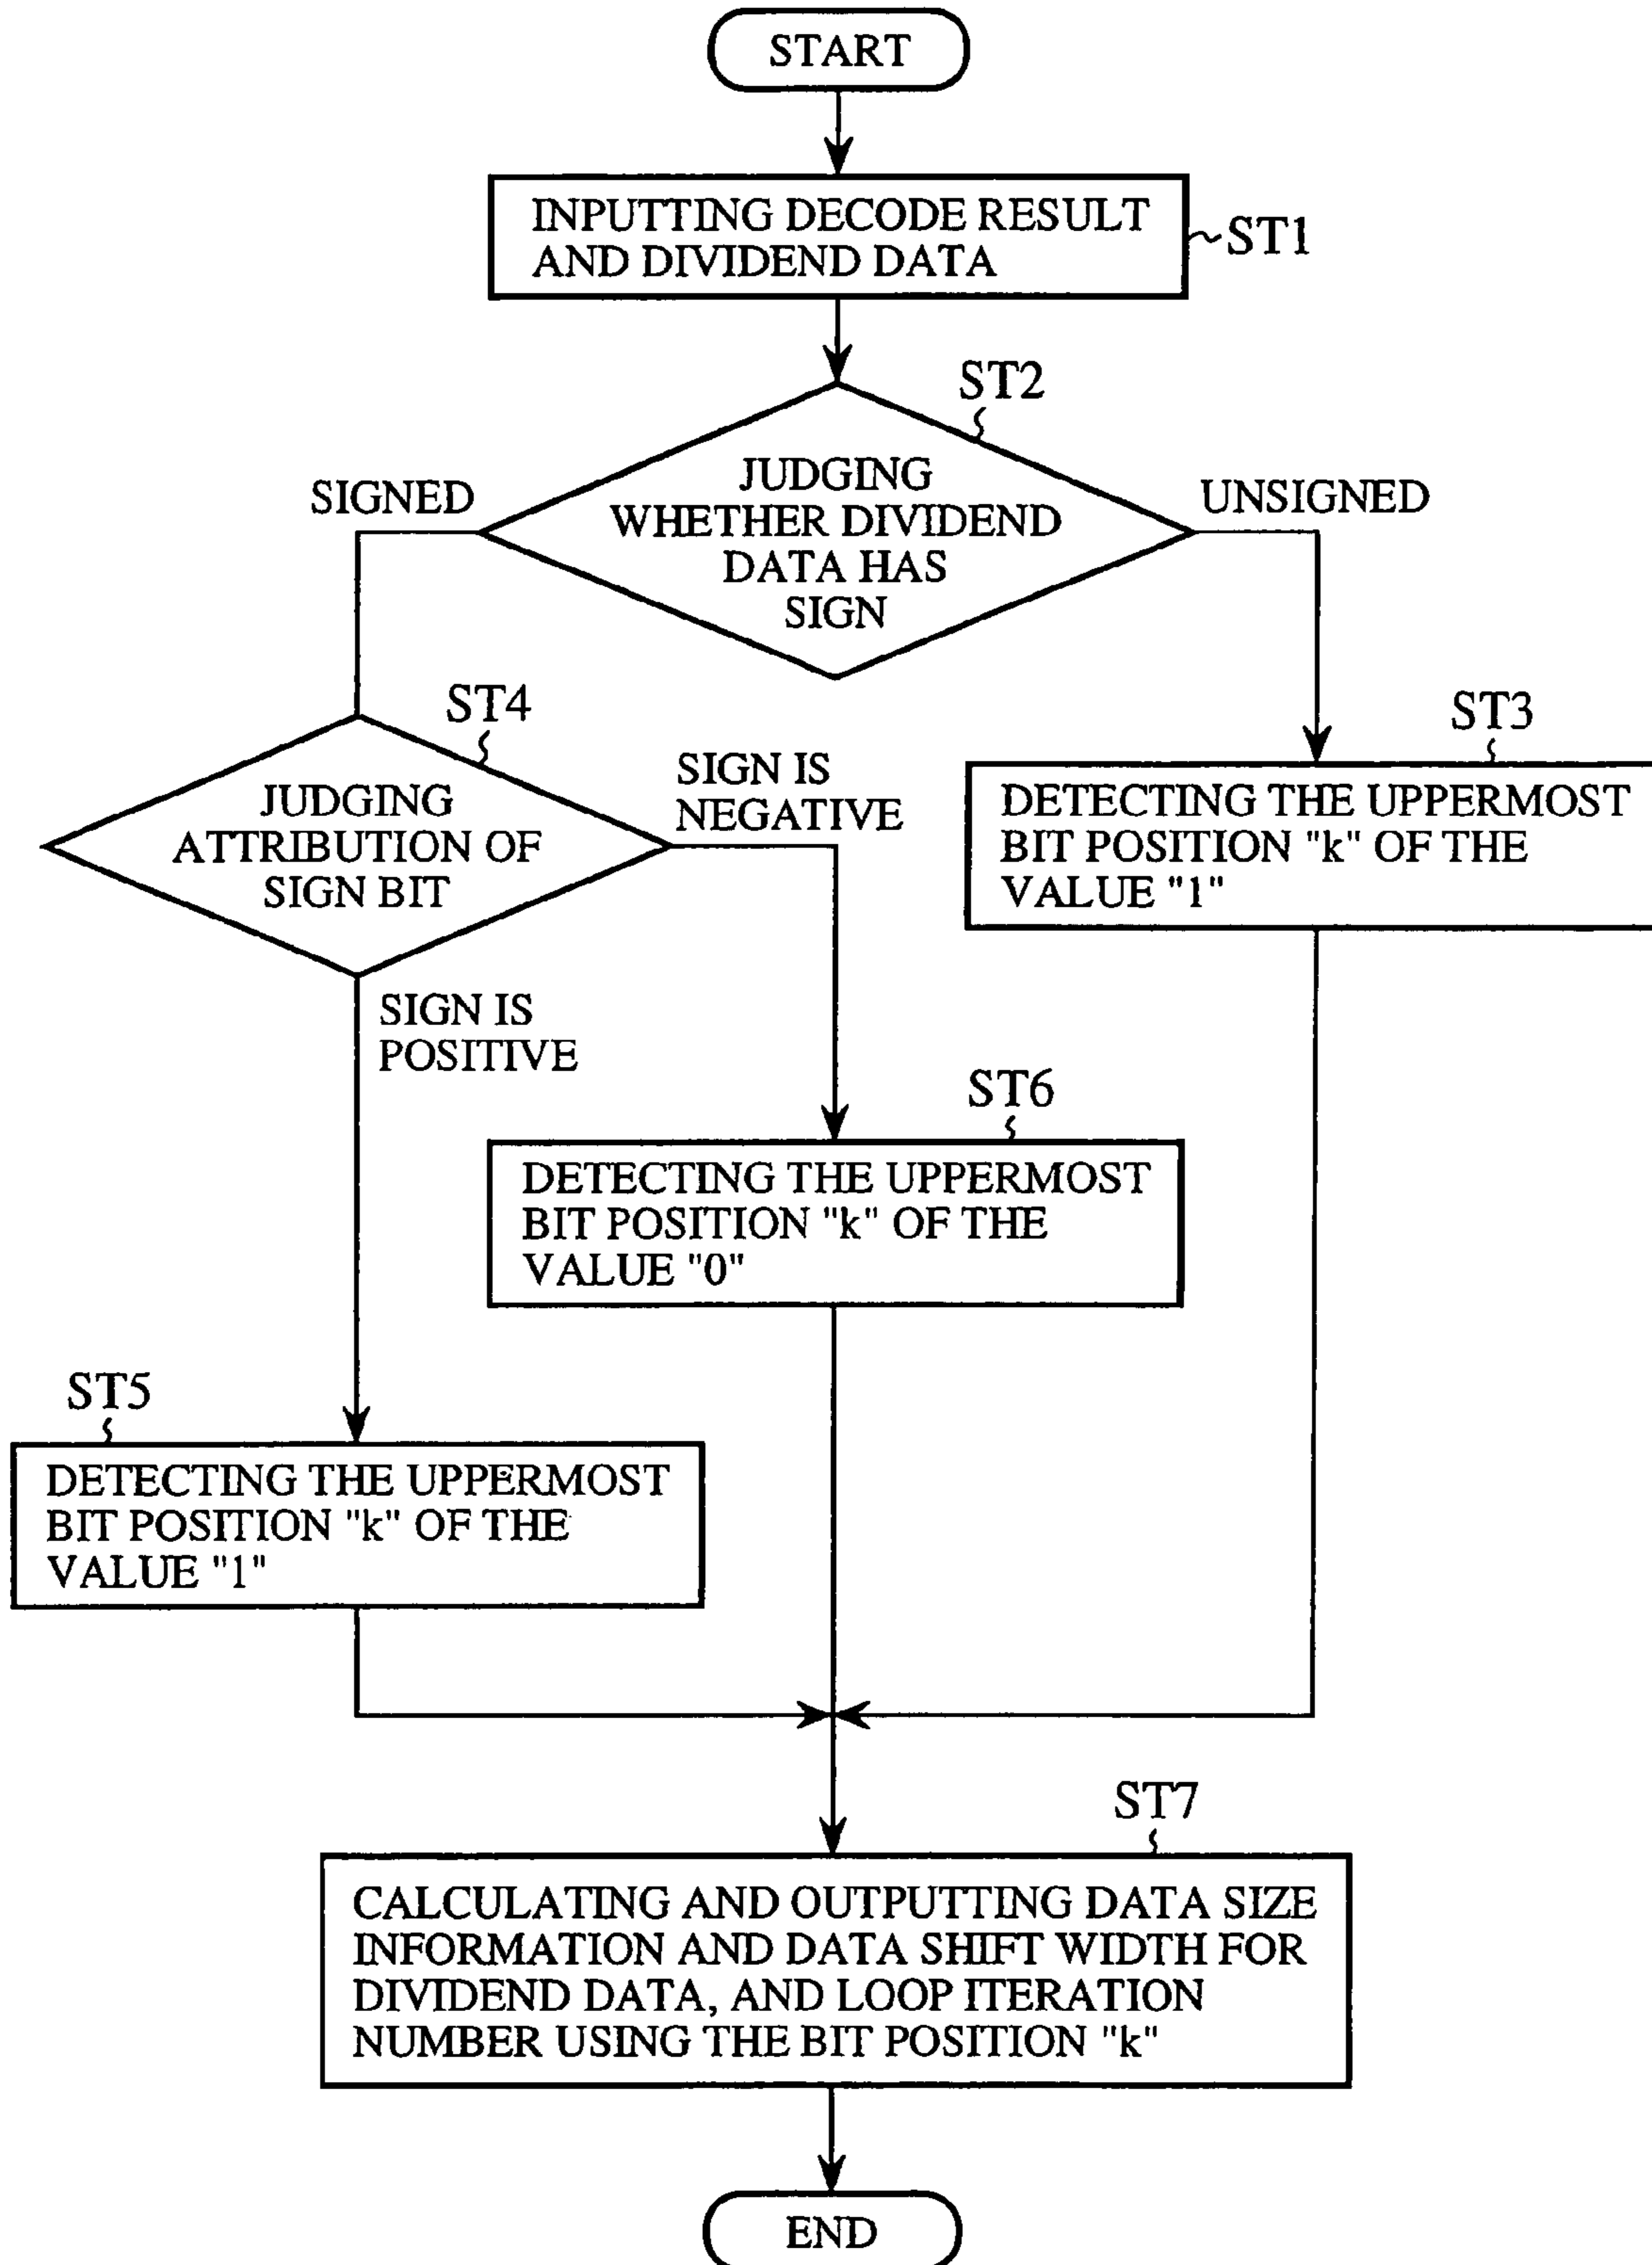 START
INPUTTING DECODE RESULT
AND DIVIDEND DATA
ST1
ST2
JUDGING
WHETHER DIVIDEND
DATA HAS
SIGN
SIGNED
UNSIGNED
ST4
JUDGING
ATTRIBUTION OF
SIGN BIT
SIGN IS
NEGATIVE
ST3
DETECTING THE UPPERMOST
BIT POSITION "k" OF THE
VALUE "1"
SIGN IS
POSITIVE
ST6
DETECTING THE UPPERMOST
BIT POSITION "k" OF THE
VALUE "0"
ST5
DETECTING THE UPPERMOST
BIT POSITION "k" OF THE
VALUE "1"
ST7
CALCULATING AND OUTPUTTING DATA SIZE
INFORMATION AND DATA SHIFT WIDTH FOR
DIVIDEND DATA, AND LOOP ITERATION
NUMBER USING THE BIT POSITION "k"
END